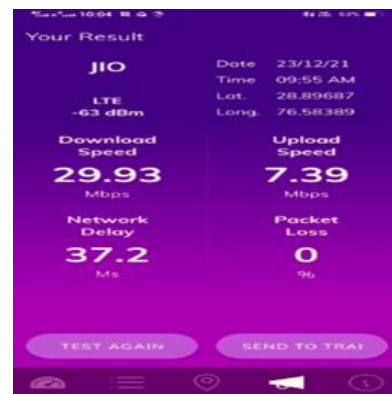 10:04
Your Result
JIO
LTE
-63 dBm
Date 23/12/21
Time 09:55 AM
Lat. 28.89687
Long. 76.58389
Download Speed
29.93
Mbps
Upload Speed
7.39
Mbps
Network Delay
37.2
Ms
Packet Loss
0
%
TEST AGAIN
SEND TO TRAI